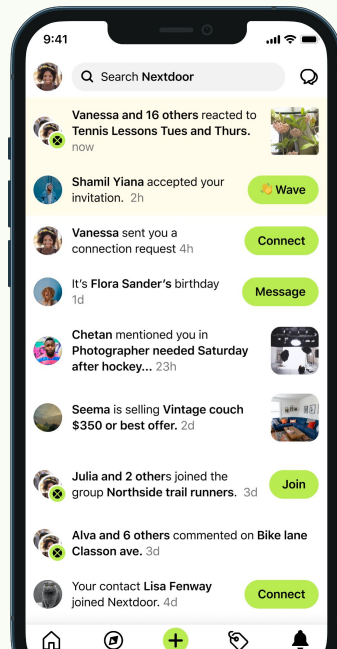 9:41
Search Nextdoor
Vanessa and 16 others reacted to
Tennis Lessons Tues and Thurs.
now
Shamil Yiana accepted your
invitation. 2h
👋 Wave
Vanessa sent you a
connection request 4h
Connect
It's Flora Sander's birthday
1d
Message
Chetan mentioned you in
Photographer needed Saturday
after hockey... 23h
Seema is selling Vintage couch
$350 or best offer. 2d
Julia and 2 others joined the
group Northside trail runners. 3d
Join
Alva and 6 others commented on Bike lane
Classon ave. 3d
Your contact Lisa Fenway
joined Nextdoor. 4d
Connect